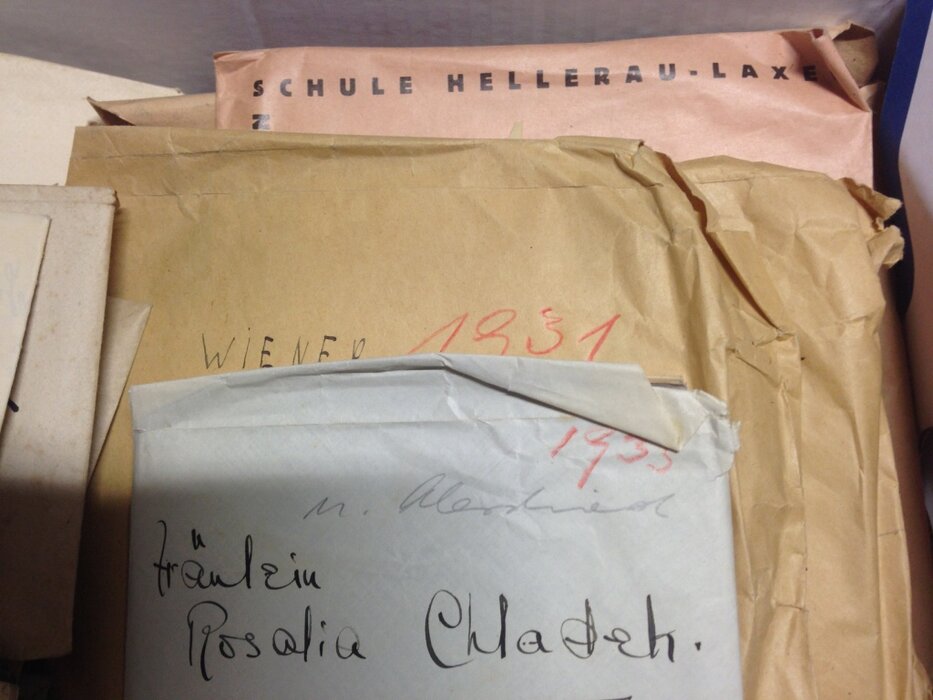 SCHULE HELLERAU-LAXE
WIENER 1931
1933
Fräulein
Rosalia Chladek.